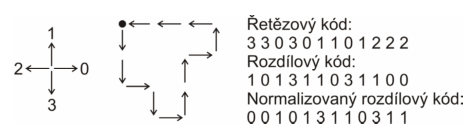 1
2
0
3
Řetězový kód:
3 3 0 3 0 1 1 0 1 2 2 2
Rozdílový kód:
1 0 1 3 1 1 0 3 1 1 0 0
Normalizovaný rozdílový kód:
0 0 1 0 1 3 1 1 0 3 1 1